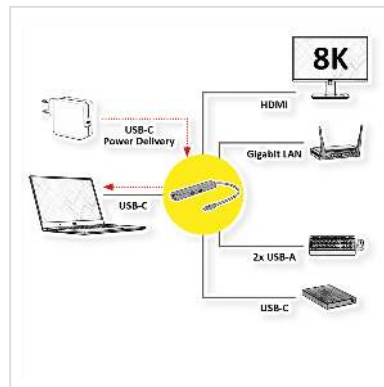 8K
HDMI
USB-C
Power Delivery
Gigabit LAN
USB-C
2x USB-A
USB-C